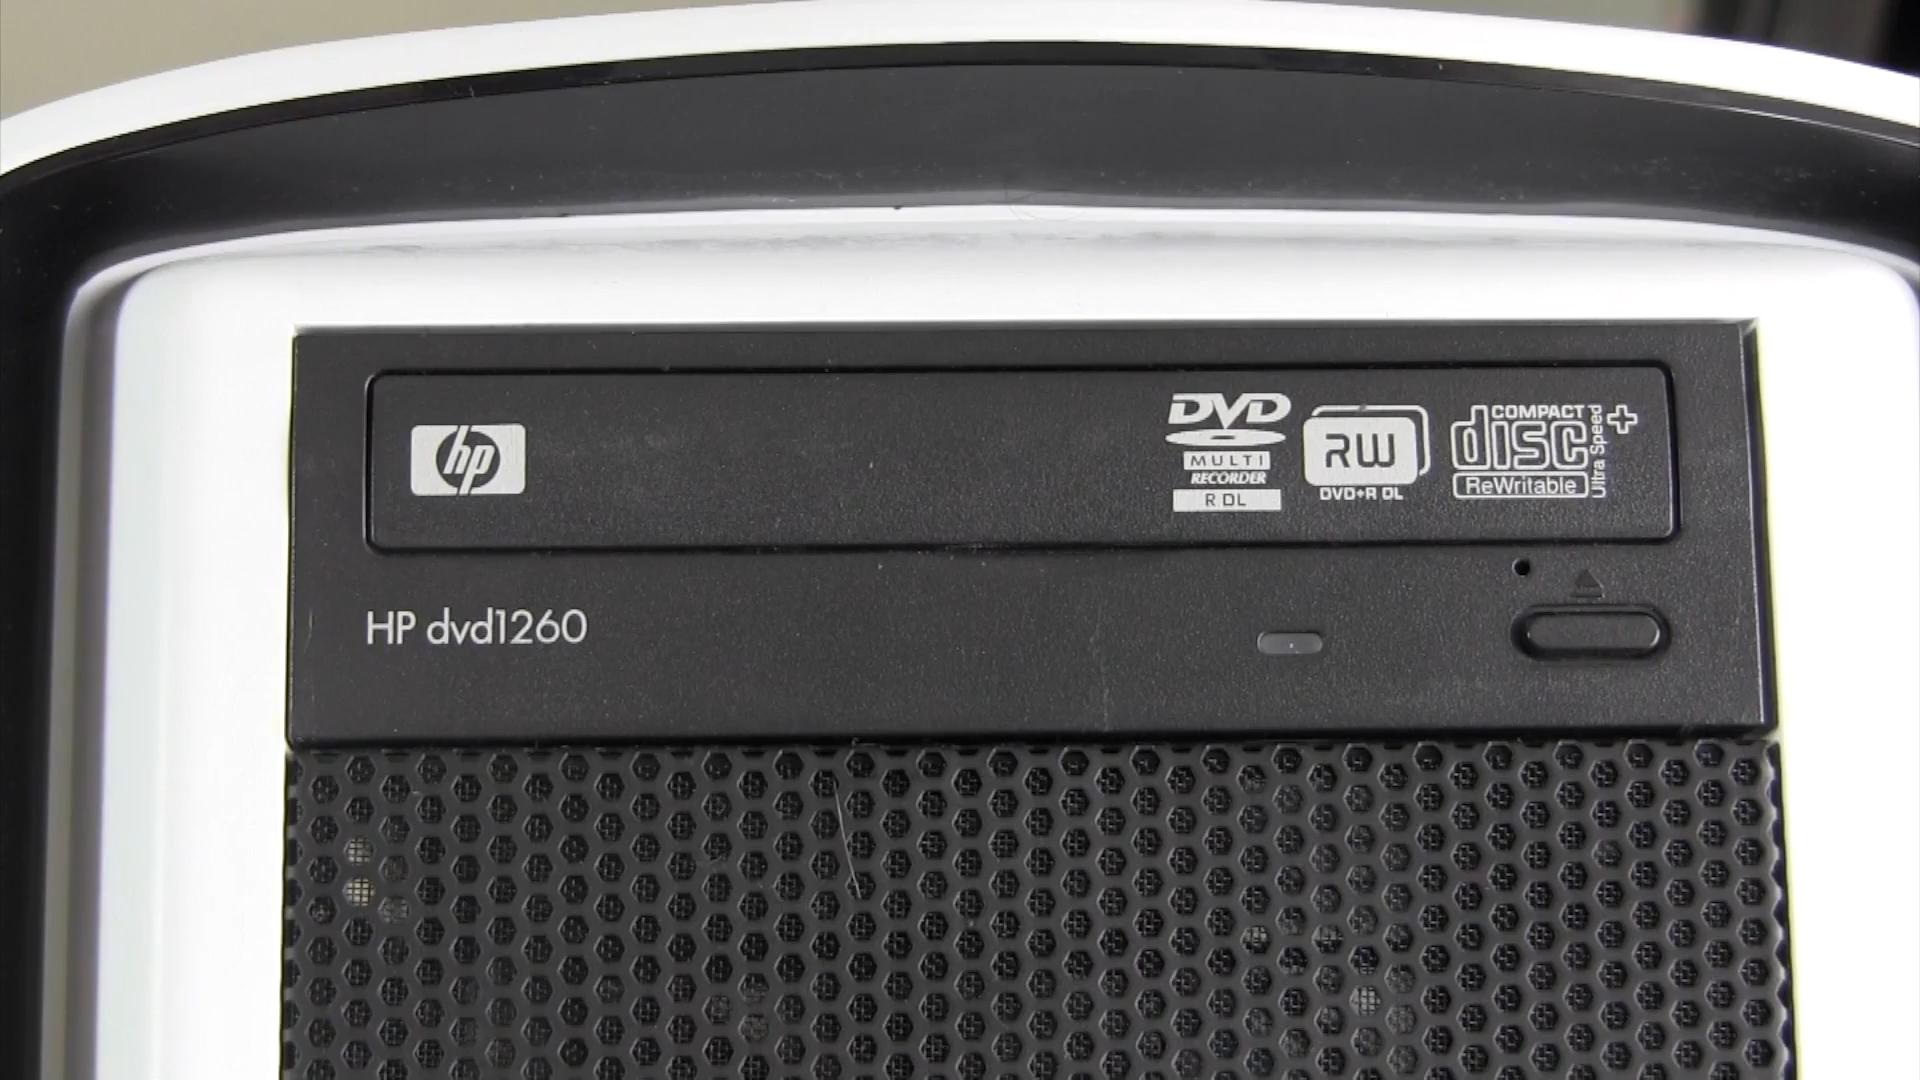 hp
DVD
MULTI
RECORDER
R DL
RW
DVD+R DL
COMPACT
disc
ReWritable
Ultra Speed
+
HP dvd1260